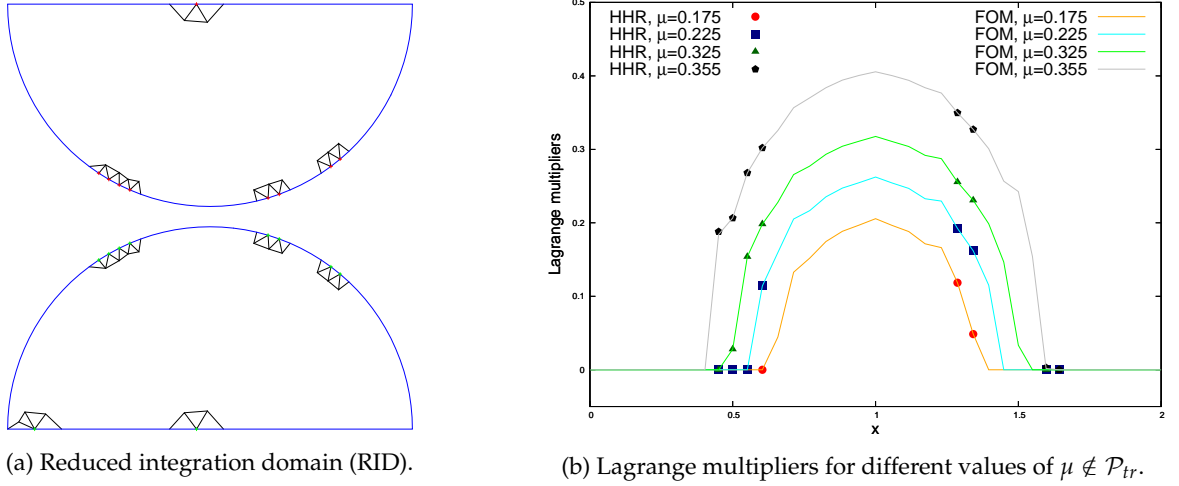 0.5
0.4
0.3
0.2
0.1
0
Lagrange multipliers
HHR, μ=0.175
HHR, μ=0.225
HHR, μ=0.325
HHR, μ=0.355
FOM, μ=0.175
FOM, μ=0.225
FOM, μ=0.325
FOM, μ=0.355
0 0.5 1 1.5 2
X
(a) Reduced integration domain (RID).
(b) Lagrange multipliers for different values of μ ∉ 𝒫tr.